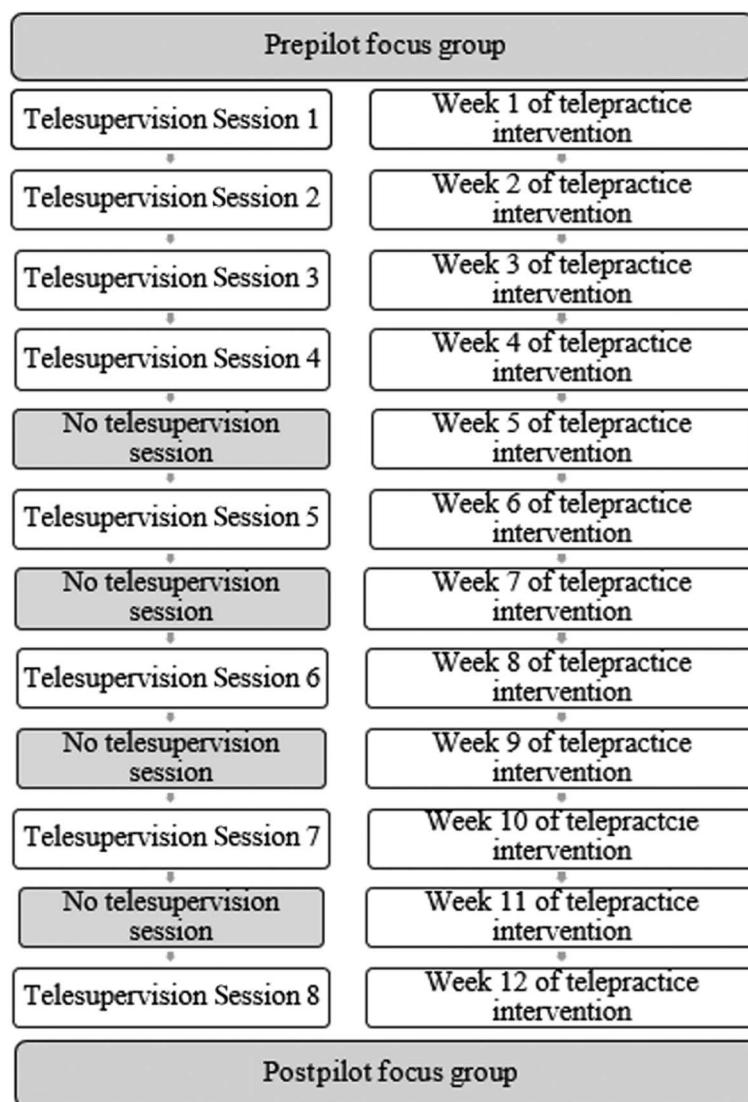 Prepilot focus group
Telesupervision Session 1
Week 1 of telepractice
intervention
Telesupervision Session 2
Week 2 of telepractice
intervention
Telesupervision Session 3
Week 3 of telepractice
intervention
Telesupervision Session 4
Week 4 of telepractice
intervention
No telesupervision
session
Week 5 of telepractice
intervention
Telesupervision Session 5
Week 6 of telepractice
intervention
No telesupervision
session
Week 7 of telepractice
intervention
Telesupervision Session 6
Week 8 of telepractice
intervention
No telesupervision
session
Week 9 of telepractice
intervention
Telesupervision Session 7
Week 10 of telepractcie
intervention
No telesupervision
session
Week 11 of telepractice
intervention
Telesupervision Session 8
Week 12 of telepractice
intervention
Postpilot focus group